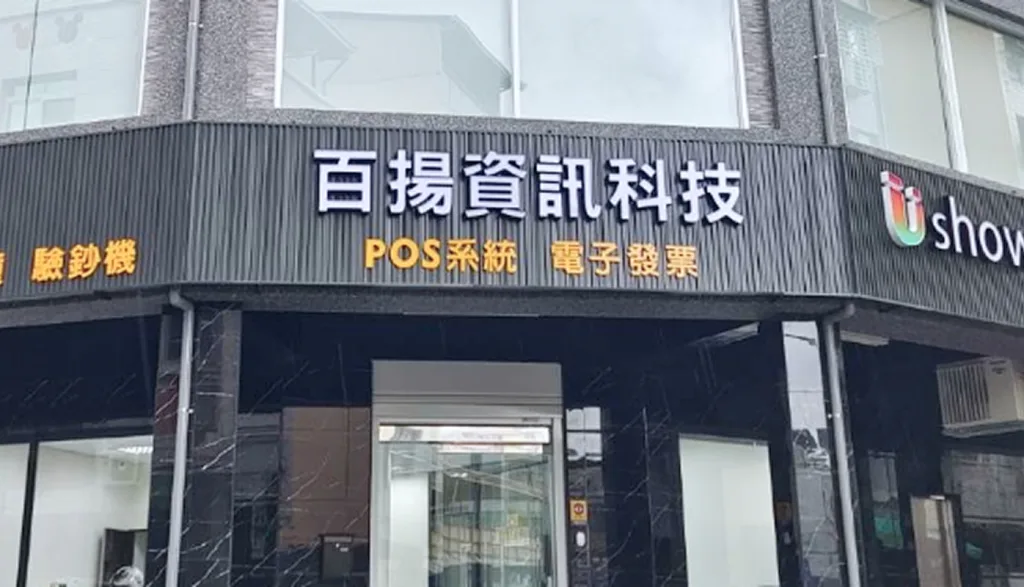 百揚資訊科技
POS系統 電子發票
驗鈔機
show